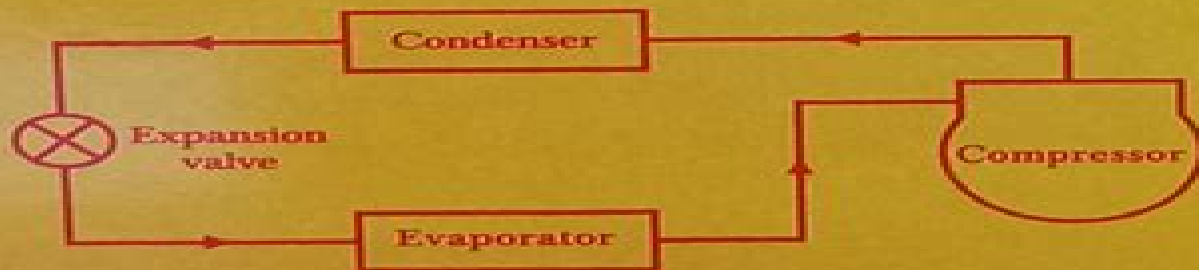 Condenser
Expansion
valve
Compressor
Evaporator